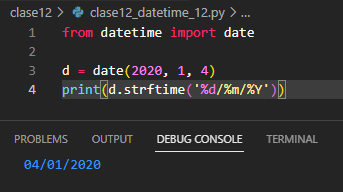 clase12 > clase12_datetime_12.py > ...
1 from datetime import date
2
3 d = date(2020, 1, 4)
4 print(d.strftime('%d/%m/%Y'))
PROBLEMS OUTPUT DEBUG CONSOLE TERMINAL
04/01/2020